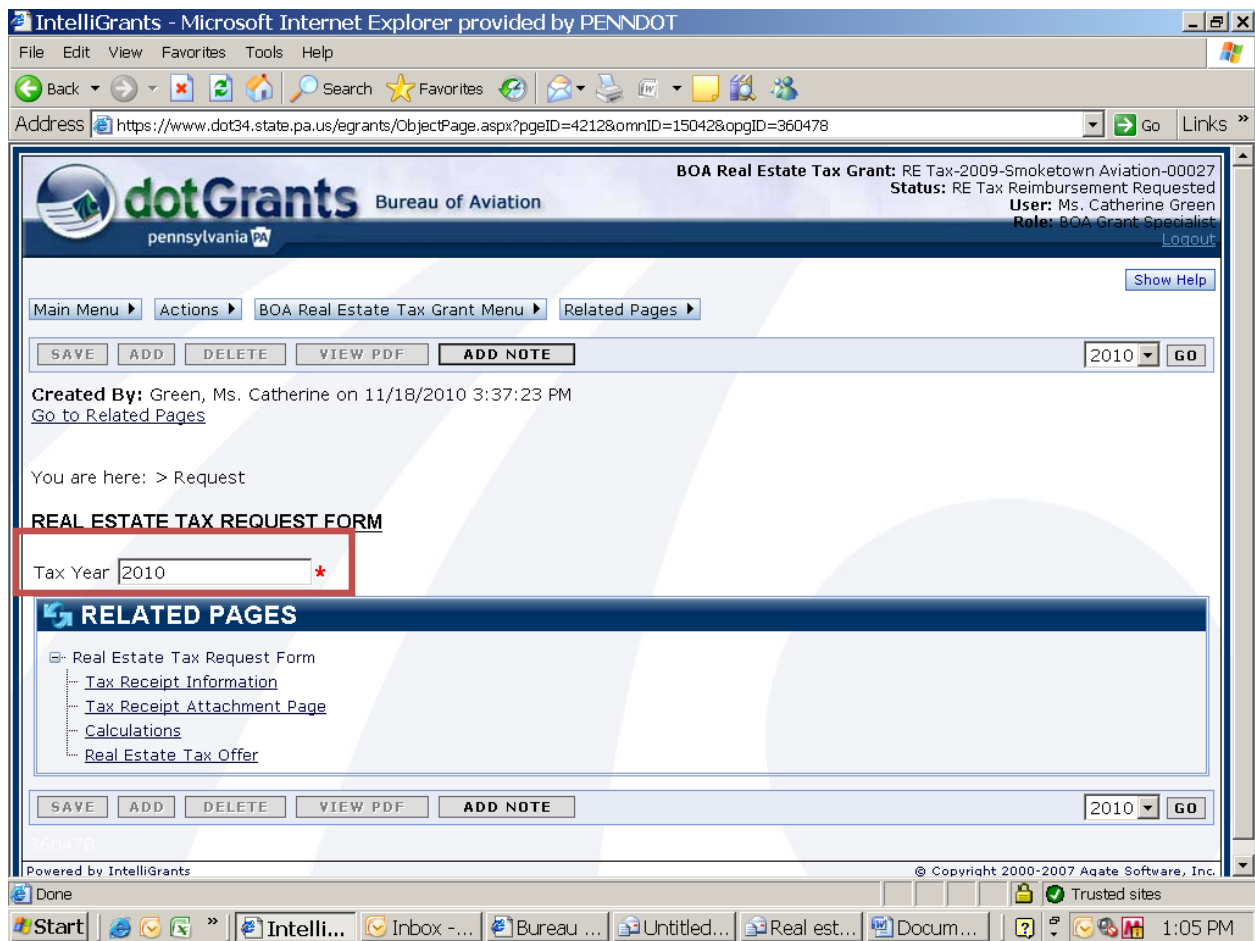 IntelliGrants - Microsoft Internet Explorer provided by PENNDOT
File Edit View Favorites Tools Help
Back Search Favorites
Address https://www.dot34.state.pa.us/egrants/ObjectPage.aspx?pgeID=4212&omnID=15042&opgID=360478 Go Links »
dotGrants Bureau of Aviation
pennsylvania PA
BOA Real Estate Tax Grant: RE Tax-2009-Smoketown Aviation-00027
Status: RE Tax Reimbursement Requested
User: Ms. Catherine Green
Role: BOA Grant Specialist
Logout
Show Help
Main Menu Actions BOA Real Estate Tax Grant Menu Related Pages
SAVE ADD DELETE VIEW PDF ADD NOTE 2010 GO
Created By: Green, Ms. Catherine on 11/18/2010 3:37:23 PM
Go to Related Pages
You are here: > Request
REAL ESTATE TAX REQUEST FORM
Tax Year 2010 *
RELATED PAGES
Real Estate Tax Request Form
Tax Receipt Information
Tax Receipt Attachment Page
Calculations
Real Estate Tax Offer
SAVE ADD DELETE VIEW PDF ADD NOTE 2010 GO
360478
Powered by IntelliGrants © Copyright 2000-2007 Agate Software, Inc.
Done Trusted sites
Start » Intelli... Inbox -... Bureau ... Untitled... Real est... Docum... 1:05 PM